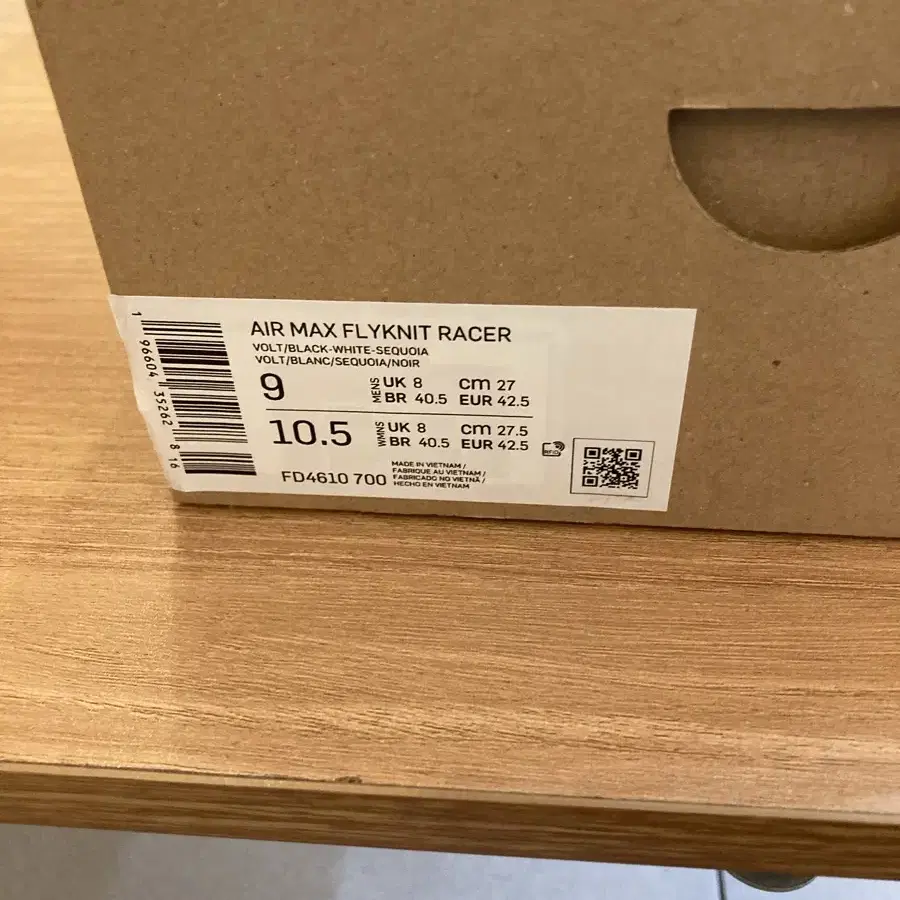 1 96604 35262 8 16
AIR MAX FLYKNIT RACER
VOLT/BLACK-WHITE-SEQUOIA
VOLT/BLANC/SEQUOIA/NOIR
9 MENS UK 8 cm 27
BR 40.5 EUR 42.5
10.5 WMNS UK 8 cm 27.5
BR 40.5 EUR 42.5
RFID
FD4610 700
MADE IN VIETNAM /
FABRIQUE AU VIETNAM /
FABRICADO NO VIETNÃ /
HECHO EN VIETNAM